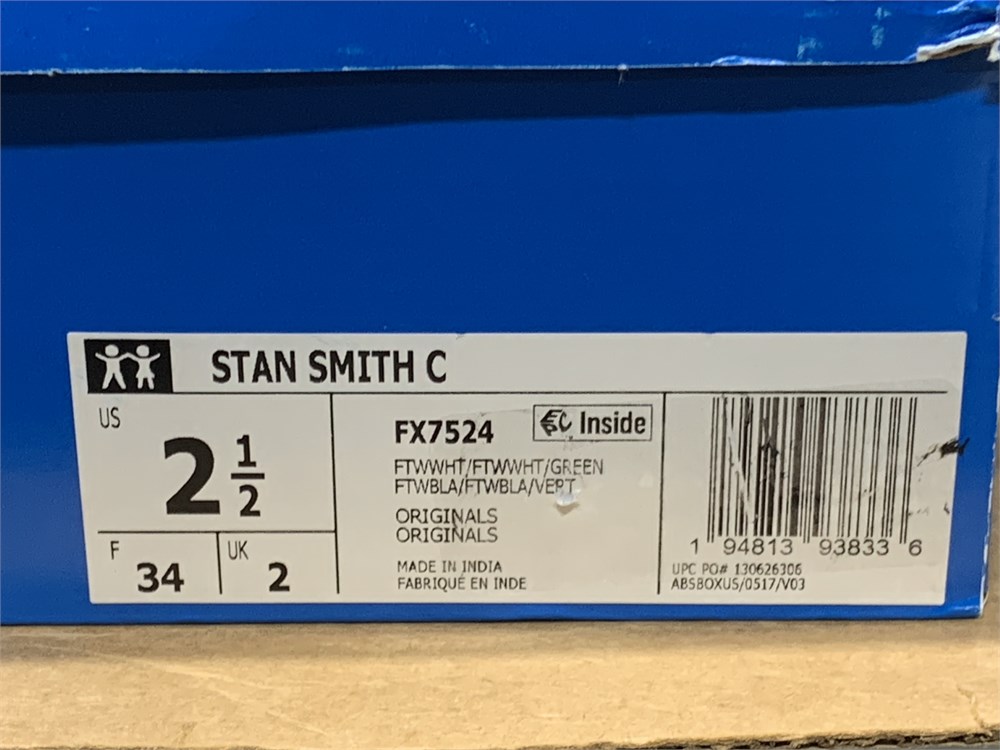 STAN SMITH C
US
2 1/2
F
34
UK
2
FX7524
EC Inside
FTWWHT/FTWWHT/GREEN
FTWBLA/FTWBLA/VERT
ORIGINALS
ORIGINALS
MADE IN INDIA
FABRIQUÉ EN INDE
1 94813 93833 6
UPC PO# 130626306
ABSBOXUS/0517/V03